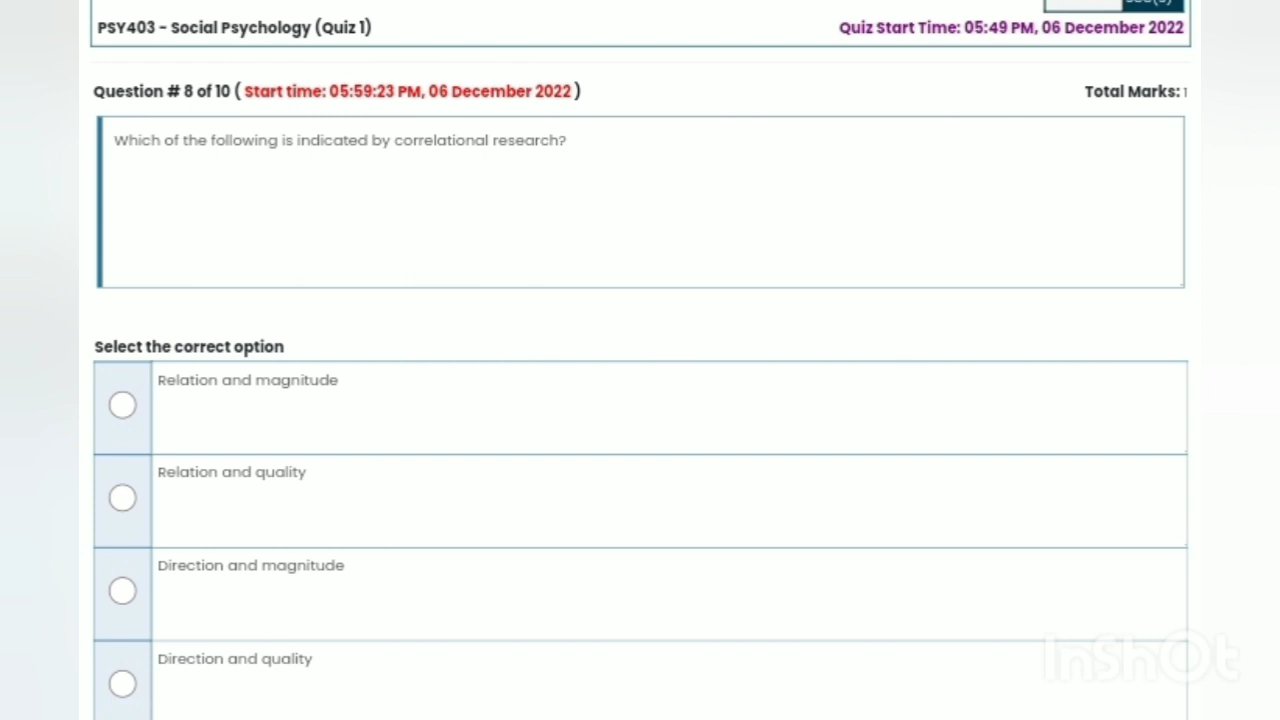 PSY403 - Social Psychology (Quiz 1)
Quiz Start Time: 05:49 PM, 06 December 2022
Question # 8 of 10 ( Start time: 05:59:23 PM, 06 December 2022 )
Total Marks: 1
Which of the following is indicated by correlational research?
Select the correct option
Relation and magnitude
Relation and quality
Direction and magnitude
Direction and quality
InShOt